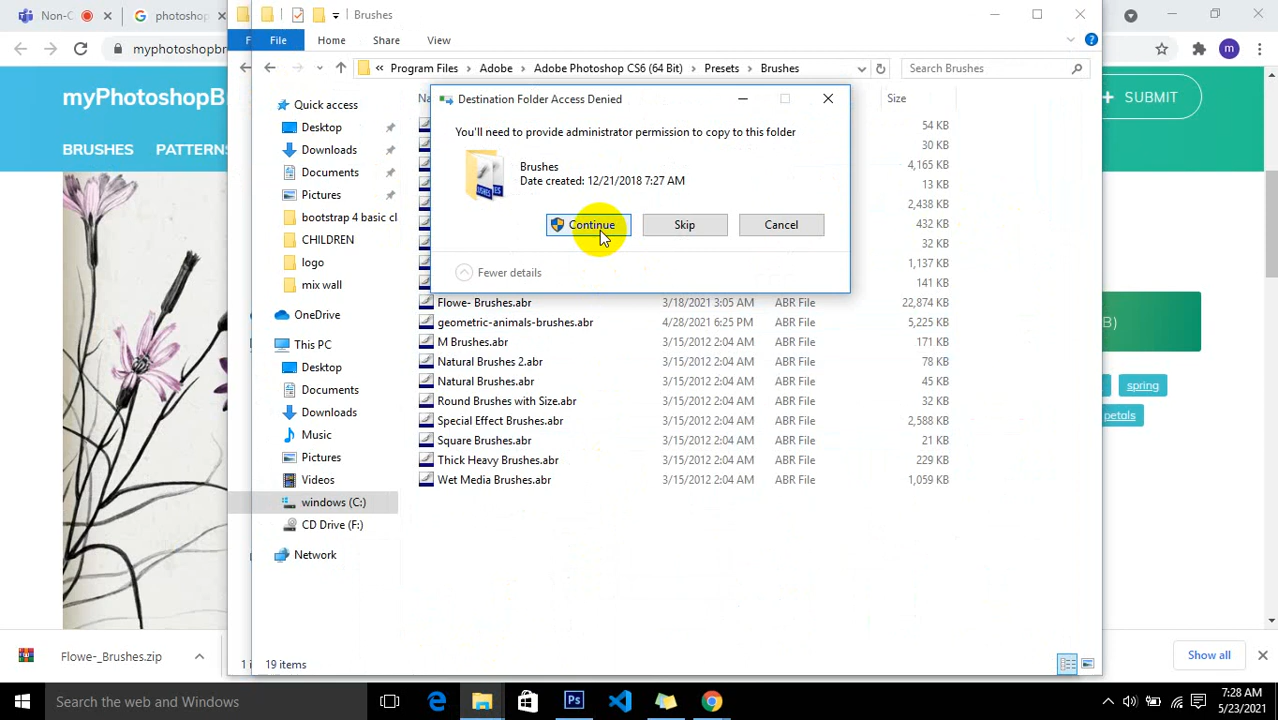 Non-C
photoshop
myphotoshopb
Brushes
File
Home
Share
View
Program Files
Adobe
Adobe Photoshop CS6 (64 Bit)
Presets
Brushes
Search Brushes
m
myPhotoshopB
SUBMIT
BRUSHES
PATTERN
Quick access
Desktop
Downloads
Documents
Pictures
bootstrap 4 basic cl
CHILDREN
logo
mix wall
OneDrive
This PC
Desktop
Documents
Downloads
Music
Pictures
Videos
windows (C:)
CD Drive (F:)
Network
Size
54 KB
30 KB
4,165 KB
13 KB
2,438 KB
432 KB
32 KB
1,137 KB
141 KB
Destination Folder Access Denied
You'll need to provide administrator permission to copy to this folder
Brushes
Date created: 12/21/2018 7:27 AM
Continue
Skip
Cancel
Fewer details
Flowe- Brushes.abr 3/18/2021 3:05 AM ABR File 22,874 KB
geometric-animals-brushes.abr 4/28/2021 6:25 PM ABR File 5,225 KB
M Brushes.abr 3/15/2012 2:04 AM ABR File 171 KB
Natural Brushes 2.abr 3/15/2012 2:04 AM ABR File 78 KB
Natural Brushes.abr 3/15/2012 2:04 AM ABR File 45 KB
Round Brushes with Size.abr 3/15/2012 2:04 AM ABR File 32 KB
Special Effect Brushes.abr 3/15/2012 2:04 AM ABR File 2,588 KB
Square Brushes.abr 3/15/2012 2:04 AM ABR File 21 KB
Thick Heavy Brushes.abr 3/15/2012 2:04 AM ABR File 229 KB
Wet Media Brushes.abr 3/15/2012 2:04 AM ABR File 1,059 KB
B)
spring
petals
19 items
Flowe-_Brushes.zip
Show all
Search the web and Windows
Ps
7:28 AM
5/23/2021